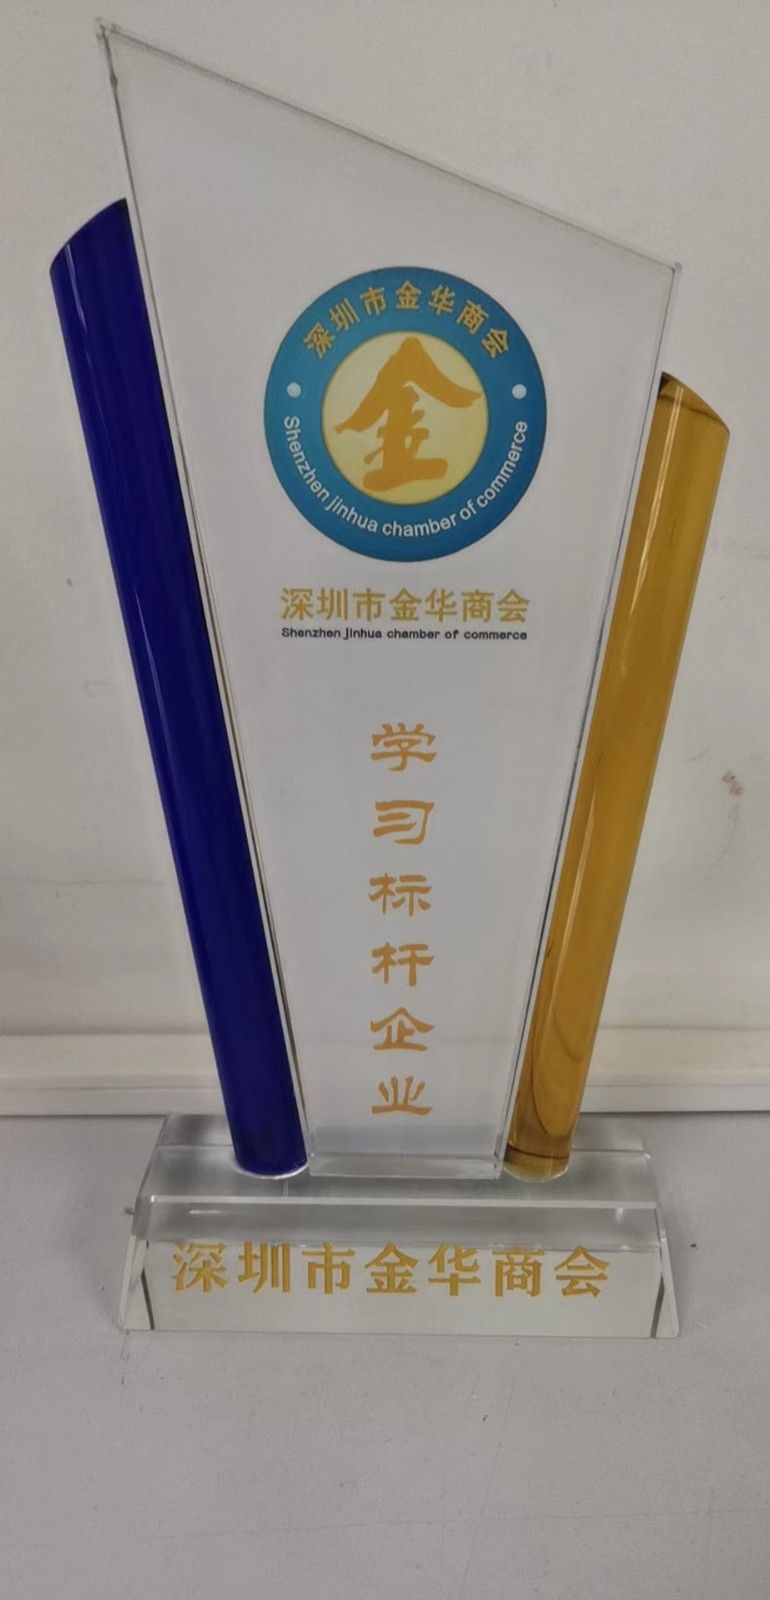 深圳市金华商会
金
Shenzhen jinhua chamber of commerce
深圳市金华商会
Shenzhen Jinhua chamber of commerce
学习标杆企业
深圳市金华商会